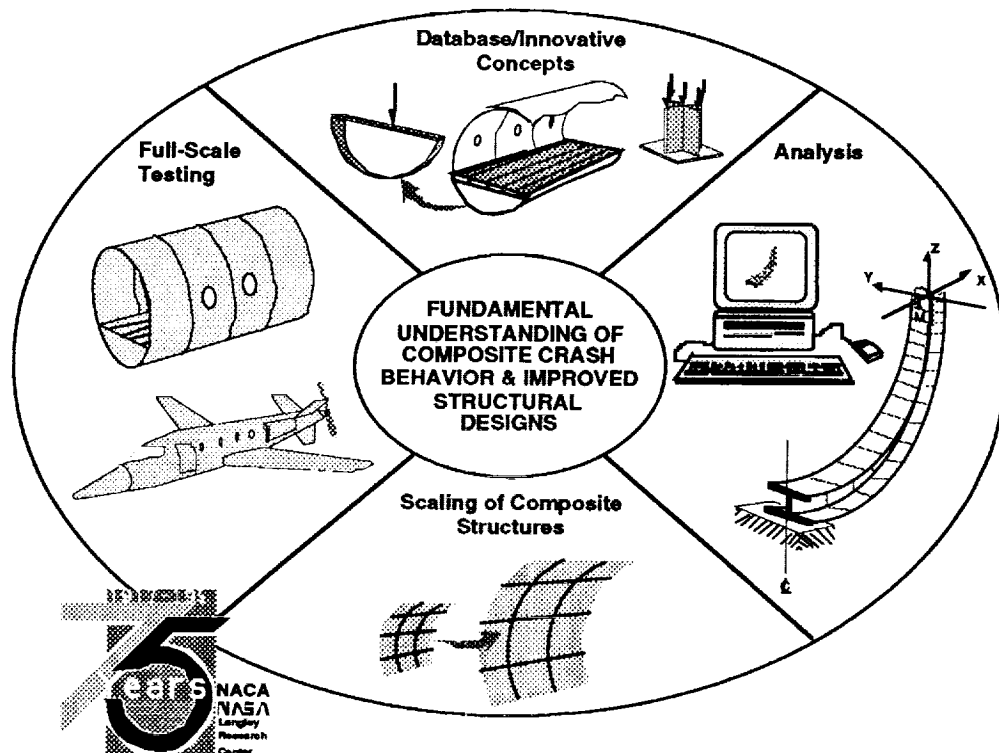 Database/Innovative
Concepts
Full-Scale
Testing
Analysis
Z
Y
X
M
FUNDAMENTAL
UNDERSTANDING OF
COMPOSITE CRASH
BEHAVIOR & IMPROVED
STRUCTURAL
DESIGNS
Scaling of Composite
Structures
75
years
NACA
NASA
Langley
Research
Center